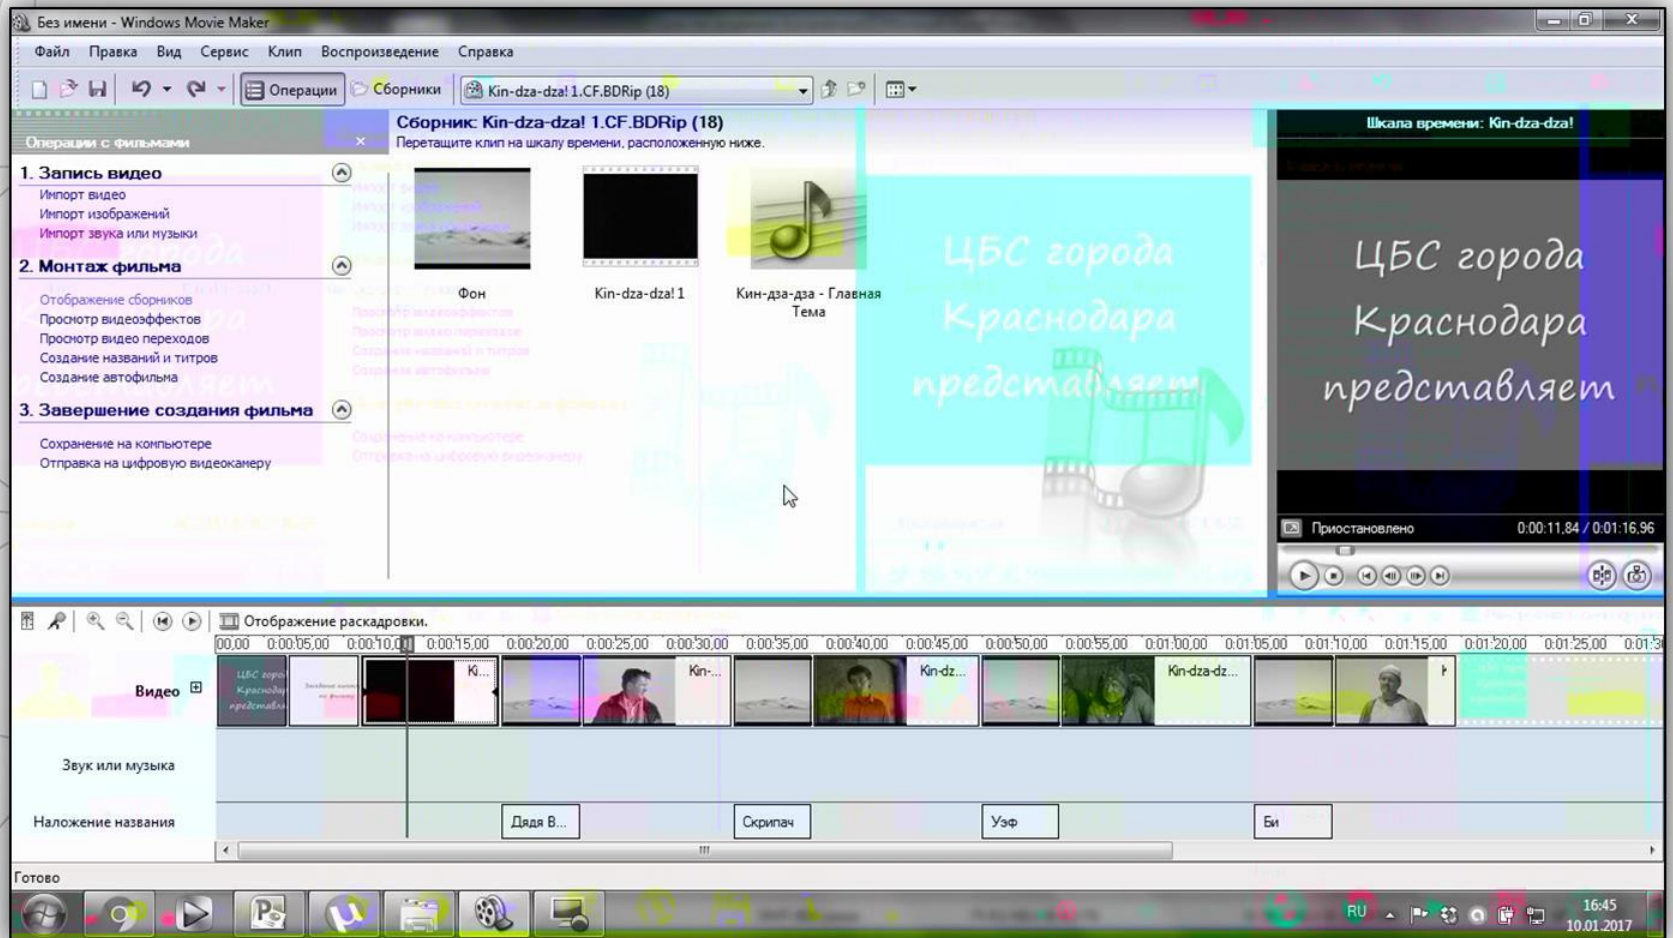 Без имени - Windows Movie Maker
Файл Правка Вид Сервис Клип Воспроизведение Справка
Операции Сборники Kin-dza-dza! 1.CF.BDRip (18)
Операции с фильмами
1. Запись видео
Импорт видео
Импорт изображений
Импорт звука или музыки
2. Монтаж фильма
Отображение сборников
Просмотр видеоэффектов
Просмотр видео переходов
Создание названий и титров
Создание автофильма
3. Завершение создания фильма
Сохранение на компьютере
Отправка на цифровую видеокамеру
Сборник: Kin-dza-dza! 1.CF.BDRip (18)
Перетащите клип на шкалу времени, расположенную ниже.
Фон
Kin-dza-dza! 1
Кин-дза-дза - Главная
Тема
ЦБС города
Краснодара
представляет
Шкала времени: Kin-dza-dza!
ЦБС города
Краснодара
представляет
Приостановлено 0:00:11,84 / 0:01:16,96
Отображение раскадровки.
00,00 0:00:05,00 0:00:10,0 0:00:15,00 0:00:20,00 0:00:25,00 0:00:30,00 0:00:35,00 0:00:40,00 0:00:45,00 0:00:50,00 0:00:55,00 0:01:00,00 0:01:05,00 0:01:10,00 0:01:15,00 0:01:20,00 0:01:25,00 0:01:3
Видео
Ki... Kin-... Kin-dz... Kin-dza-dz...
Звук или музыка
Наложение названия
Дядя В... Скрипач Уэф Би
Готово
RU 16:45
10.01.2017